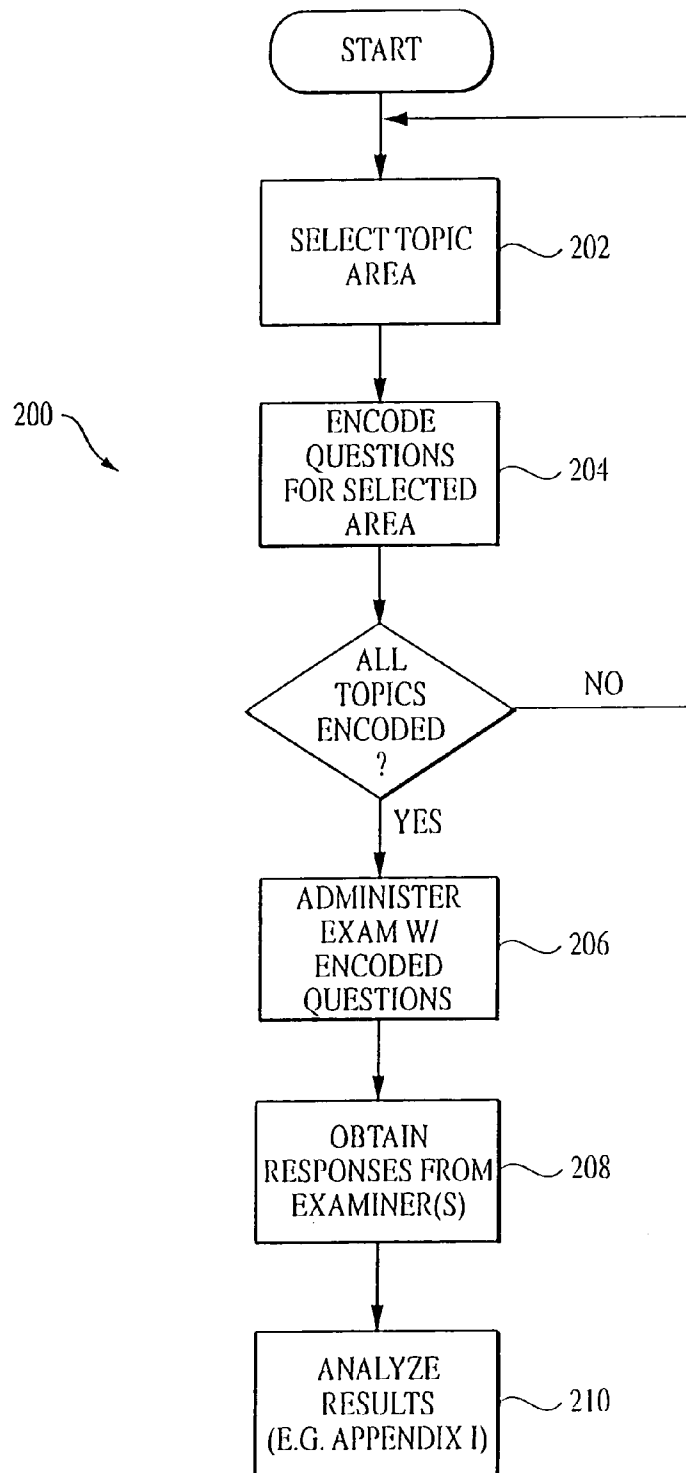 START
SELECT TOPIC
AREA
202
200
ENCODE
QUESTIONS
FOR SELECTED
AREA
204
ALL
TOPICS
ENCODED
?
NO
YES
ADMINISTER
EXAM W/
ENCODED
QUESTIONS
206
OBTAIN
RESPONSES FROM
EXAMINER(S)
208
ANALYZE
RESULTS
(E.G. APPENDIX I)
210